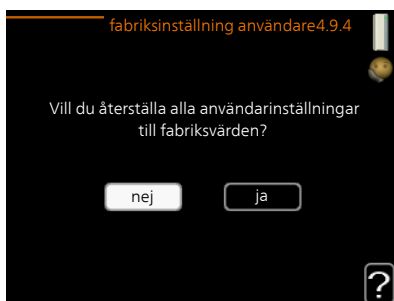 fabriksinställning användare4.9.4
Vill du återställa alla användarinställningar
till fabriksvärden?
nej ja
?